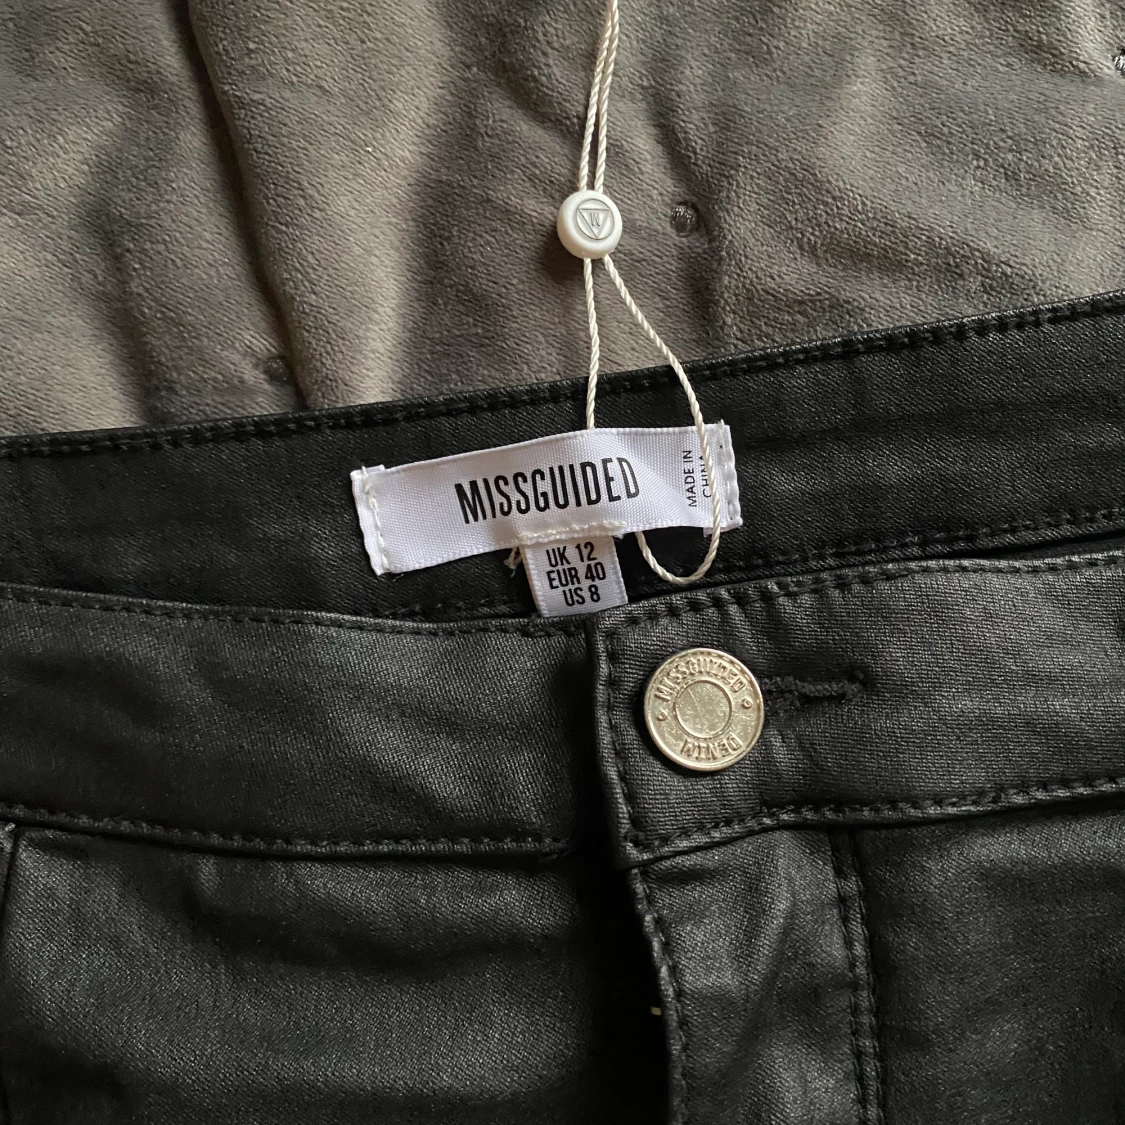 MISSGUIDED
MADE IN
CHINA
UK 12
EUR 40
US 8
MISSGUIDED
DENIM